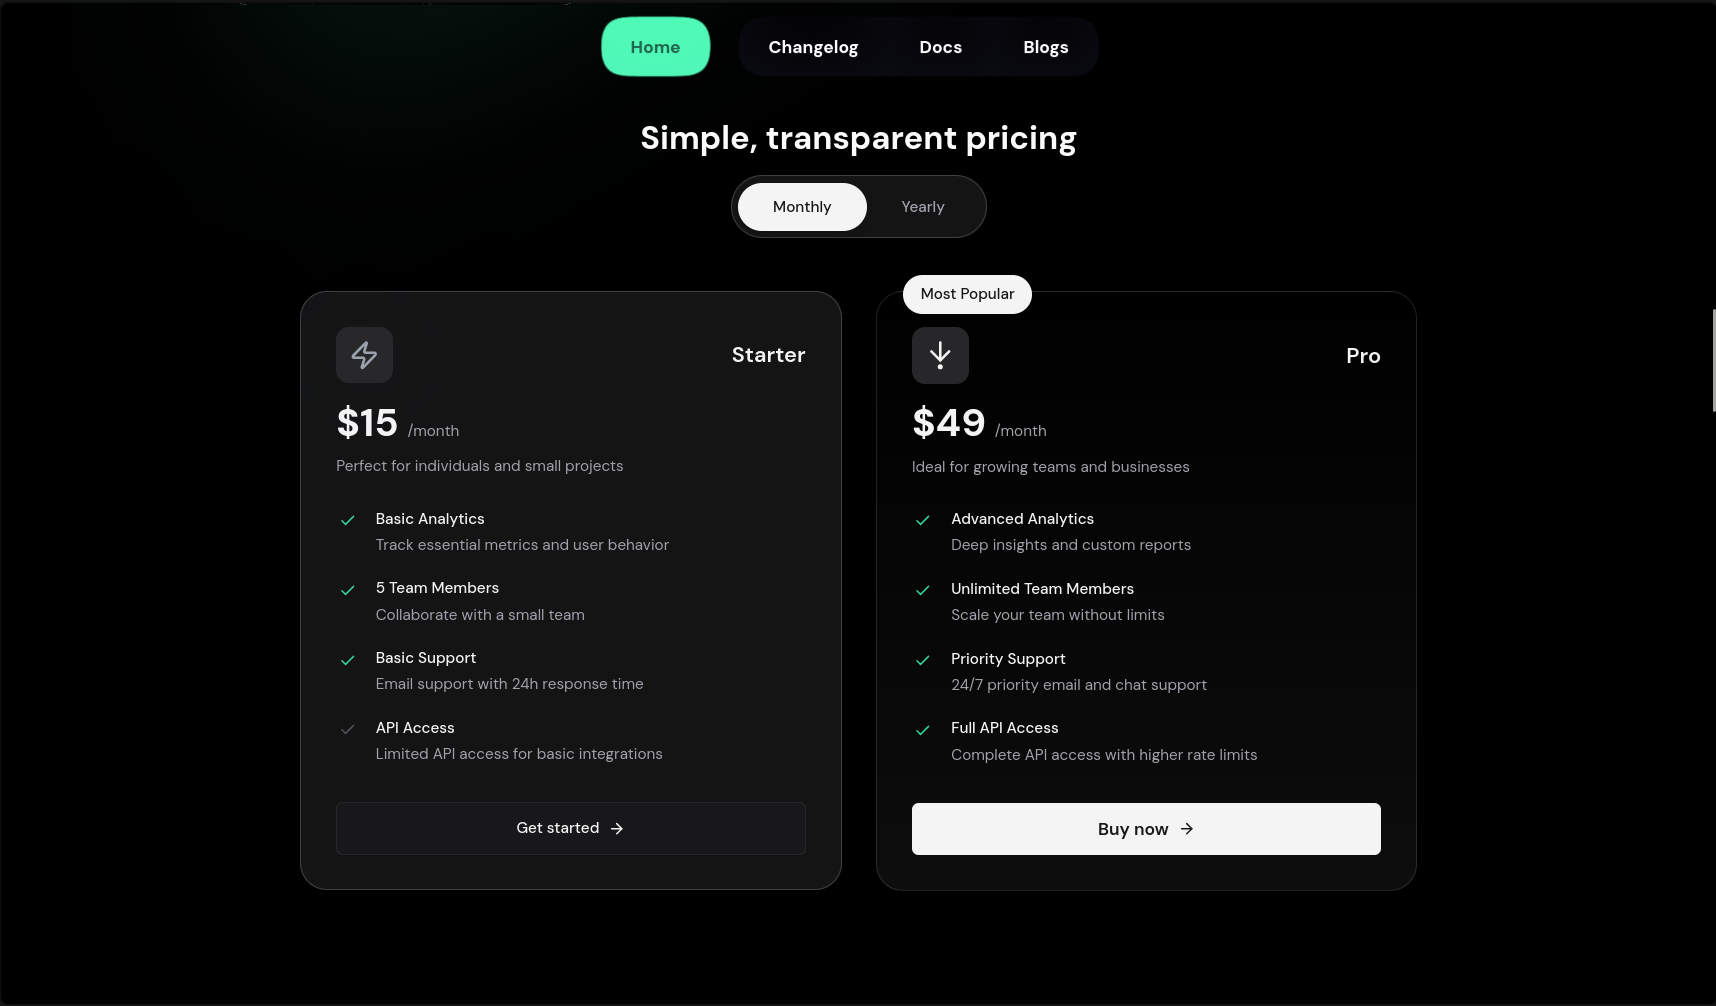 Home
Changelog
Docs
Blogs
Simple, transparent pricing
Monthly
Yearly
Starter
$15 /month
Perfect for individuals and small projects
Basic Analytics
Track essential metrics and user behavior
5 Team Members
Collaborate with a small team
Basic Support
Email support with 24h response time
API Access
Limited API access for basic integrations
Get started →
Most Popular
Pro
$49 /month
Ideal for growing teams and businesses
Advanced Analytics
Deep insights and custom reports
Unlimited Team Members
Scale your team without limits
Priority Support
24/7 priority email and chat support
Full API Access
Complete API access with higher rate limits
Buy now →